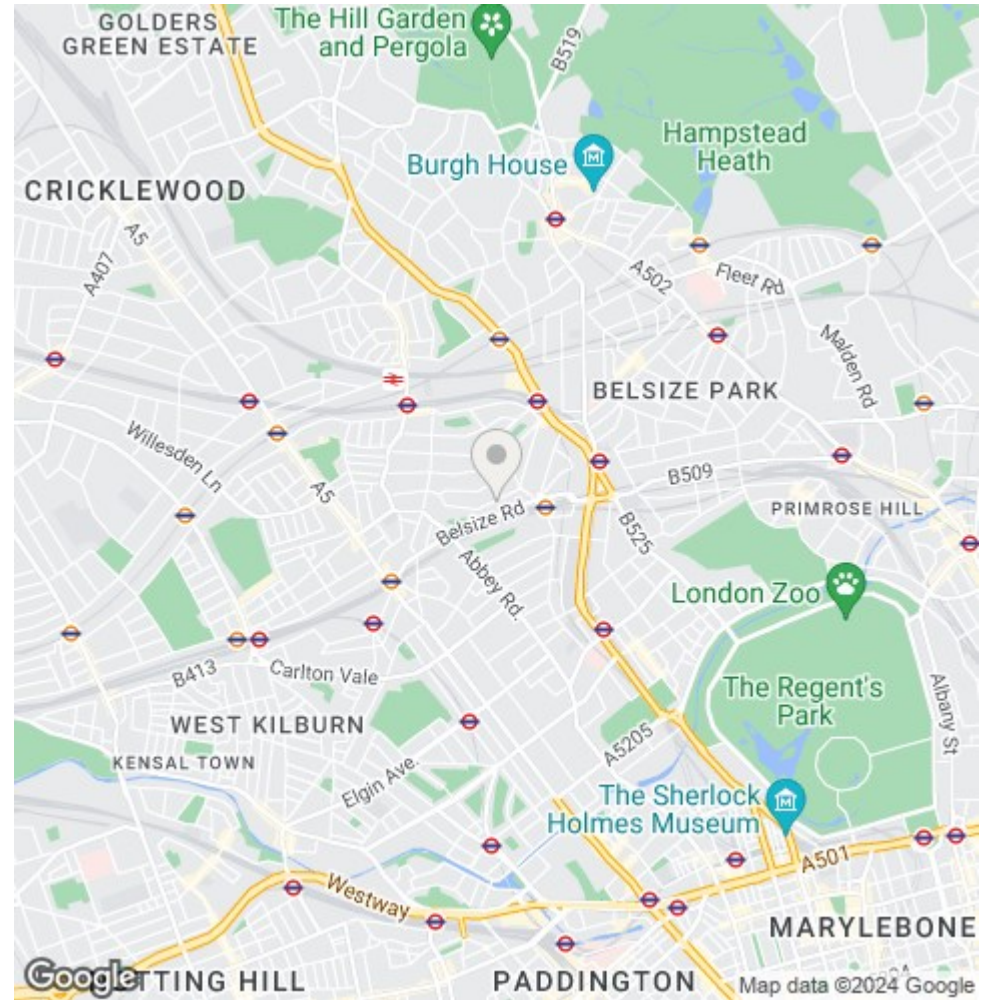 GOLDERS
GREEN ESTATE
The Hill Garden
and Pergola
B519
Hampstead
Heath
Burgh House
CRICKLEWOOD
A5
A407
A502
Fleet Rd
Malden Rd
BELSIZE PARK
Willesden Ln
A5
B509
PRIMROSE HILL
Belsize Rd
B525
Abbey Rd.
London Zoo
B413
Carlton Vale
The Regent's
Park
Albany St
WEST KILBURN
A5205
KENSAL TOWN
Elgin Ave.
The Sherlock
Holmes Museum
A501
Westway
MARYLEBONE
Google
TTING HILL
PADDINGTON
Map data ©2024 Google